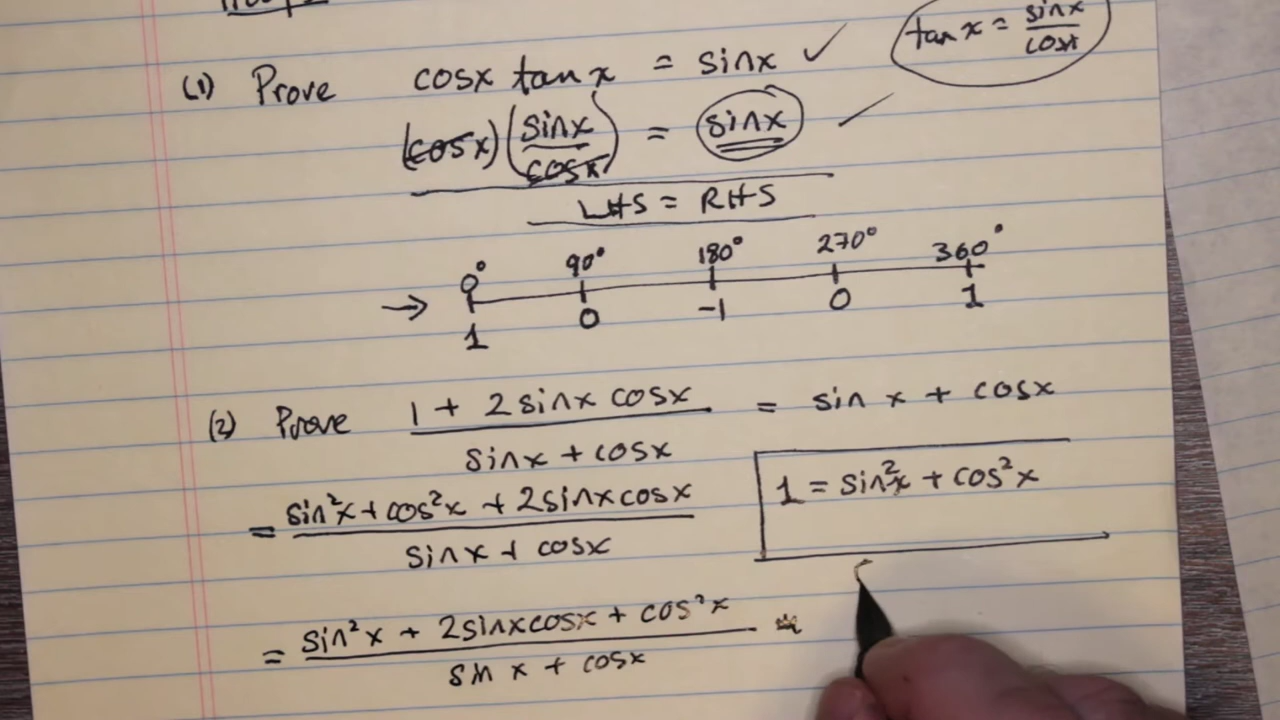 (1) Prove cosx tanx = sinx ✓ tanx = sinx/cosx
(cosx)(sinx/cosx) = sinx ✓
LHS = RHS
0° 90° 180° 270° 360°
→ 1 0 -1 0 1
(2) Prove (1 + 2sinx cosx)/(sinx + cosx) = sin x + cosx
= (sin²x + cos²x + 2sinxcosx)/(sinx + cosx)
1 = sin²x + cos²x
= (sin²x + 2sinxcosx + cos²x)/(sin x + cosx)